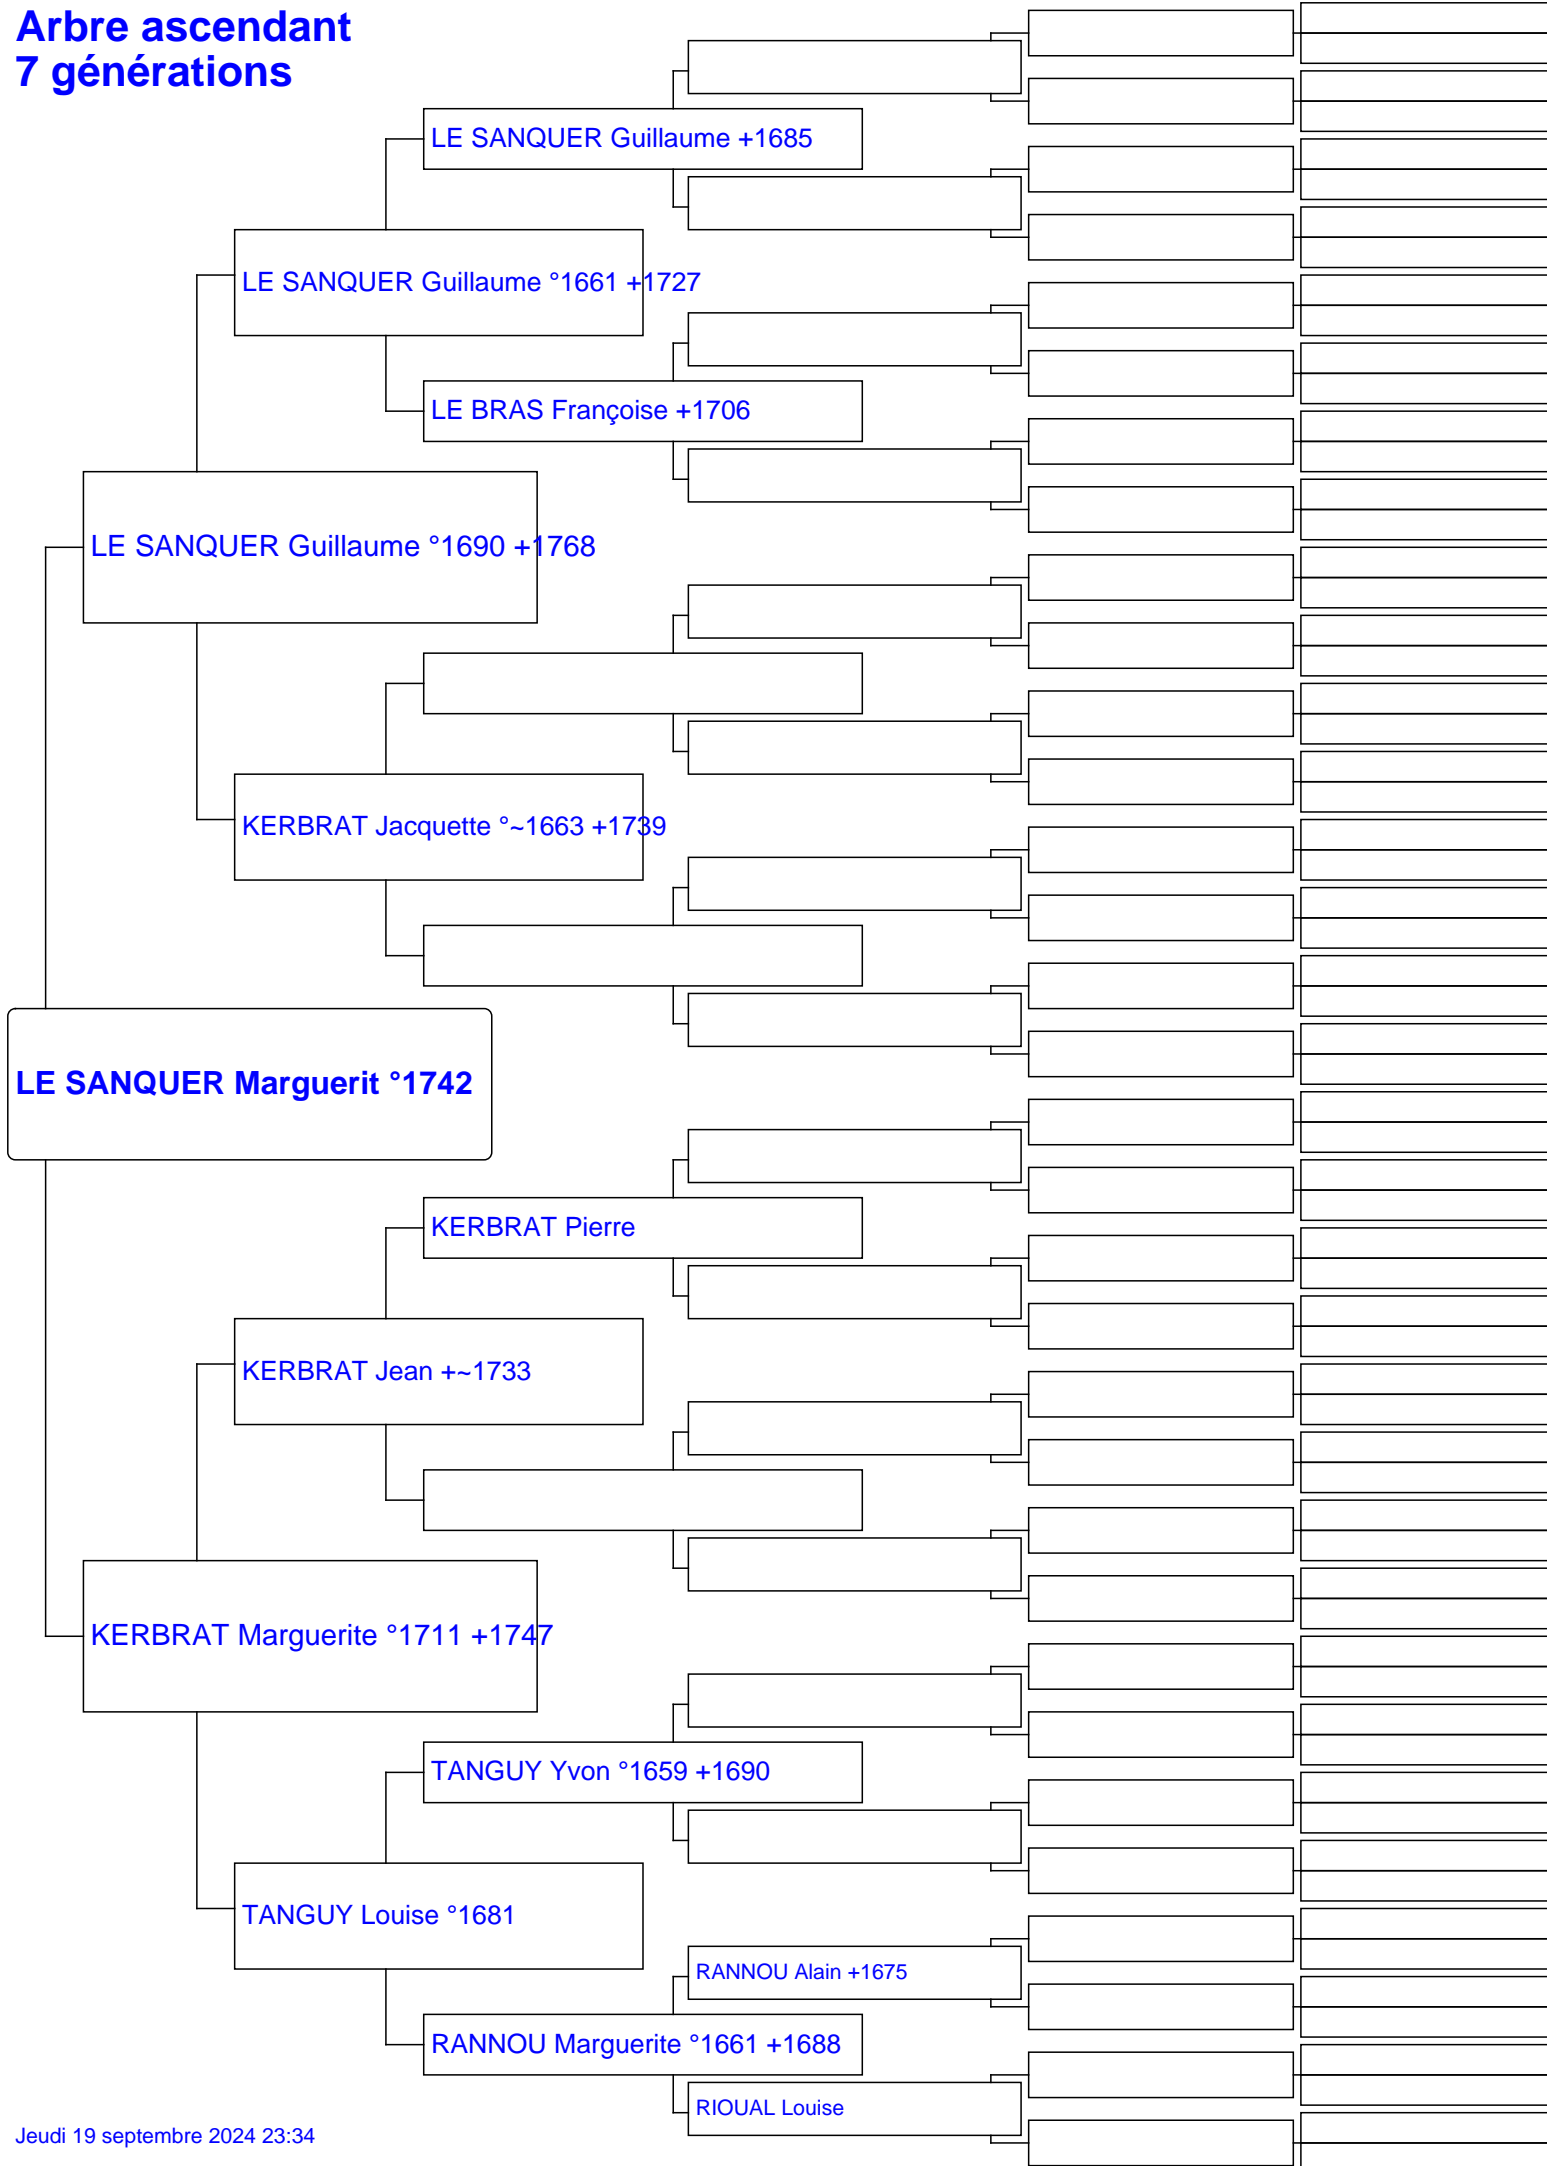 Arbre ascendant
7 générations
LE SANQUER Guillaume +1685
LE SANQUER Guillaume °1661 +1727
LE BRAS Françoise +1706
LE SANQUER Guillaume °1690 +1768
KERBRAT Jacquette °~1663 +1739
LE SANQUER Marguerit °1742
KERBRAT Pierre
KERBRAT Jean +~1733
KERBRAT Marguerite °1711 +1747
TANGUY Yvon °1659 +1690
TANGUY Louise °1681
RANNOU Alain +1675
RANNOU Marguerite °1661 +1688
RIOUAL Louise
Jeudi 19 septembre 2024 23:34